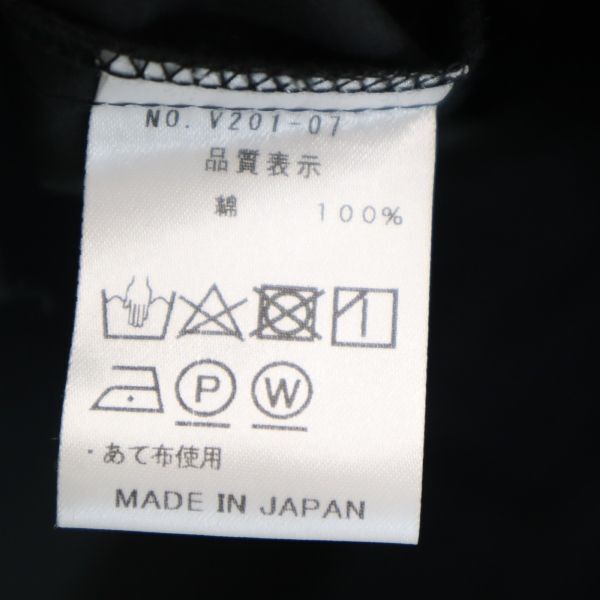 NO. V201-07
品質表示
綿 100%
P W
・あて布使用
MADE IN JAPAN